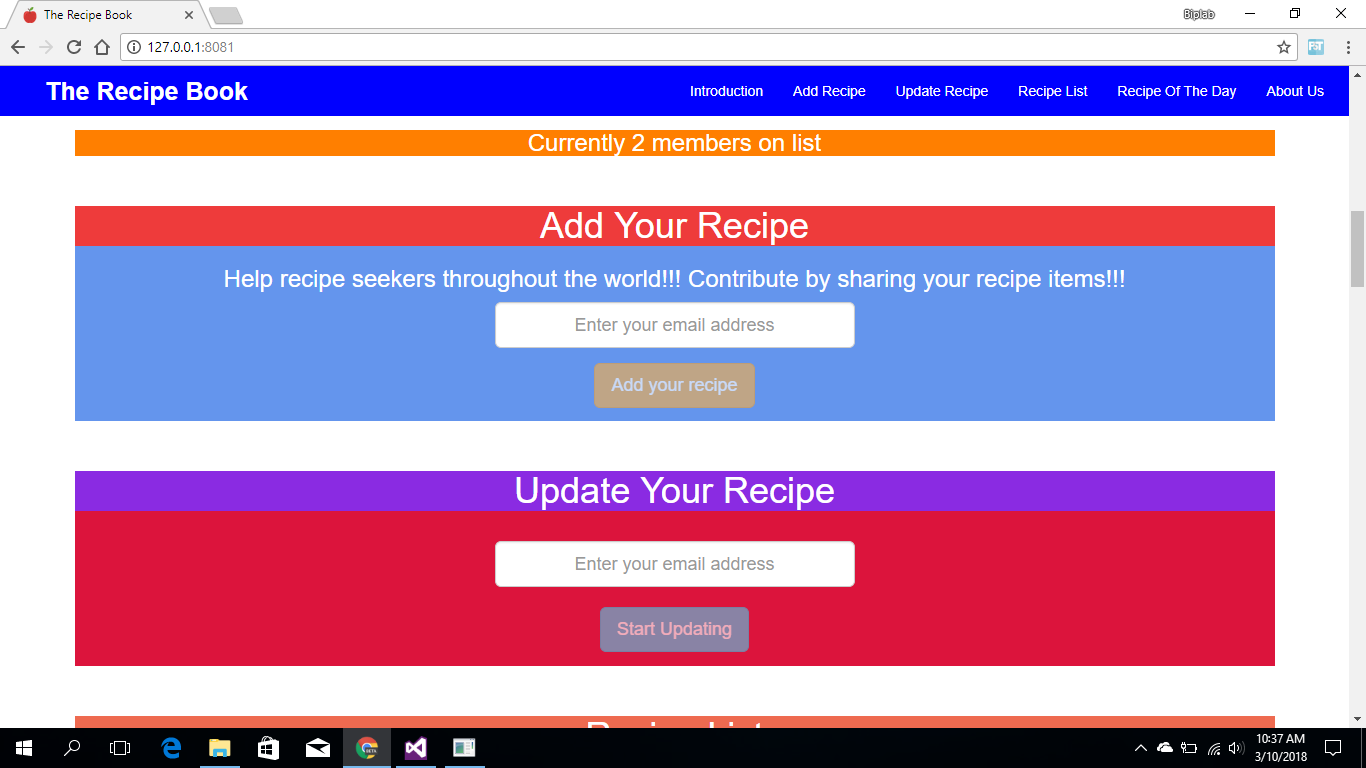 The Recipe Book
Biplab
127.0.0.1:8081
The Recipe Book Introduction Add Recipe Update Recipe Recipe List Recipe Of The Day About Us
Currently 2 members on list
Add Your Recipe
Help recipe seekers throughout the world!!! Contribute by sharing your recipe items!!!
Enter your email address
Add your recipe
Update Your Recipe
Enter your email address
Start Updating
Recipe List
BETA
10:37 AM
3/10/2018